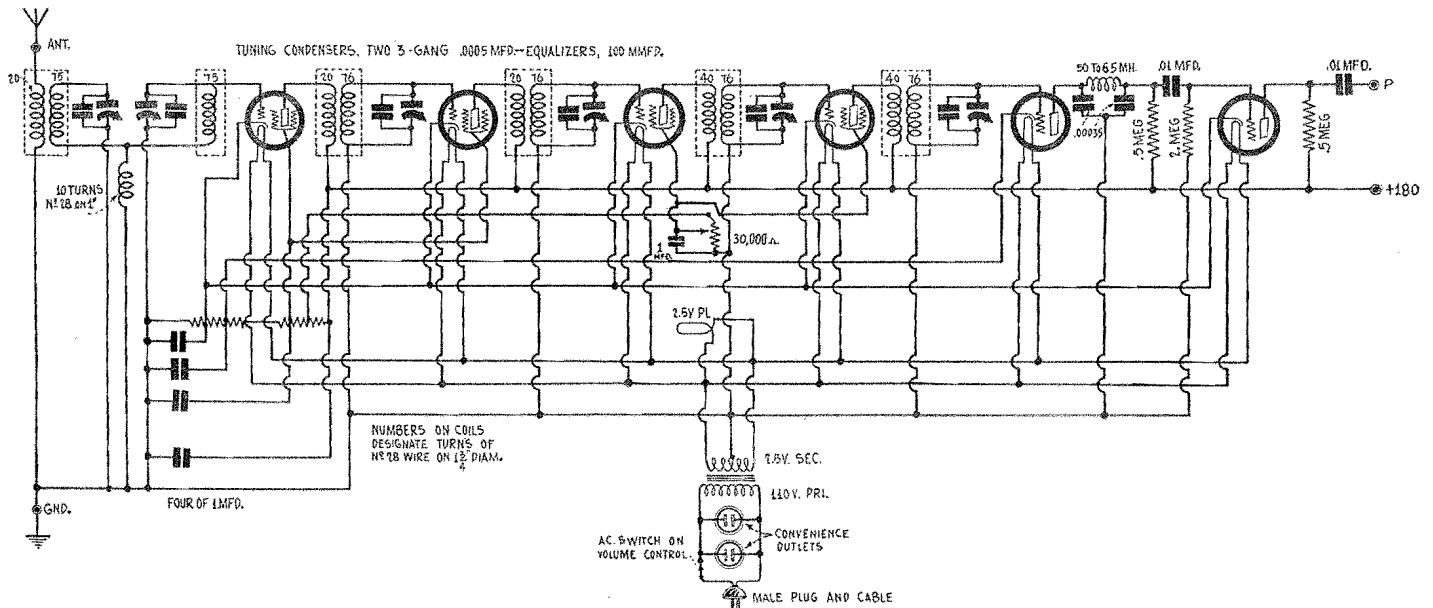 ANT.
TUNING CONDENSERS, TWO 3-GANG .0005 MFD.—EQUALIZERS, 100 MMFD.
20
75
75
20
76
20
76
40
76
40
76
50 TO 65 MH.
.01 MFD.
.01 MFD.
P
.00035
.5 MEG
2. MEG
.5 MEG
+180
10 TURNS
Nº 28 ON 1"
1
MFD.
30,000 Ω
2.5V PL
NUMBERS ON COILS
DESIGNATE TURNS OF
Nº 28 WIRE ON 1 3/4" DIAM.
2.5V. SEC.
110 V. PRI.
GND.
FOUR OF 1 MFD.
A.C. SWITCH ON
VOLUME CONTROL
CONVENIENCE
OUTLETS
MALE PLUG AND CABLE